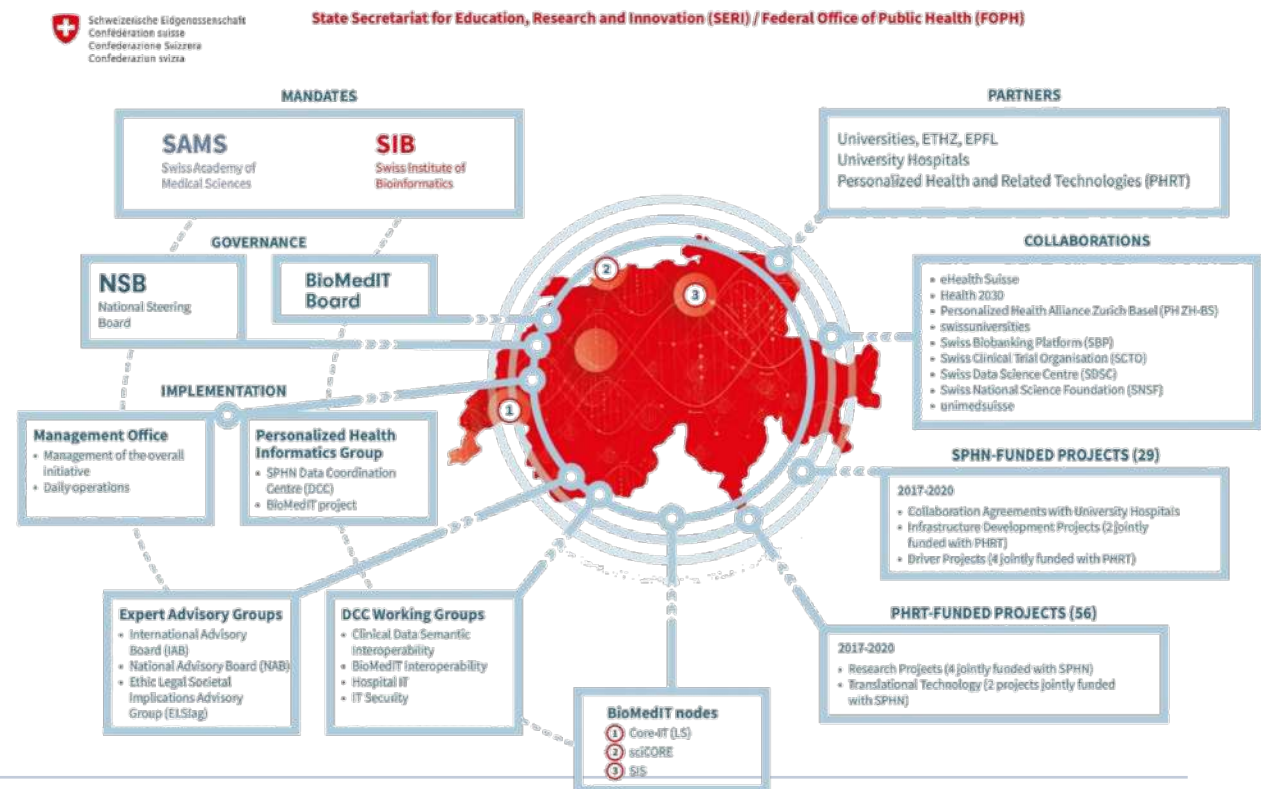 Schweizerische Eidgenossenschaft
Confédération suisse
Confederazione Svizzera
Confederaziun svizra
State Secretariat for Education, Research and Innovation (SERI) / Federal Office of Public Health (FOPH)
MANDATES
SAMS
Swiss Academy of
Medical Sciences
SIB
Swiss Institute of
Bioinformatics
PARTNERS
Universities, ETHZ, EPFL
University Hospitals
Personalized Health and Related Technologies (PHRT)
GOVERNANCE
NSB
National Steering
Board
BioMedIT
Board
COLLABORATIONS
• eHealth Suisse
• Health 2030
• Personalized Health Alliance Zurich Basel (PH ZH-BS)
• swissuniversities
• Swiss Biobanking Platform (SBP)
• Swiss Clinical Trial Organisation (SCTO)
• Swiss Data Science Centre (SDSC)
• Swiss National Science Foundation (SNSF)
• unimedsuisse
2
3
1
IMPLEMENTATION
Management Office
• Management of the overall
initiative
• Daily operations
Personalized Health
Informatics Group
• SPHN Data Coordination
Centre (DCC)
• BioMedIT project
SPHN-FUNDED PROJECTS (29)
2017-2020
• Collaboration Agreements with University Hospitals
• Infrastructure Development Projects (2 jointly
funded with PHRT)
• Driver Projects (4 jointly funded with PHRT)
Expert Advisory Groups
• International Advisory
Board (IAB)
• National Advisory Board (NAB)
• Ethic Legal Societal
Implications Advisory
Group (ELSIag)
DCC Working Groups
• Clinical Data Semantic
Interoperability
• BioMedIT Interoperability
• Hospital IT
• IT Security
PHRT-FUNDED PROJECTS (56)
2017-2020
• Research Projects (4 jointly funded with SPHN)
• Translational Technology (2 projects jointly funded
with SPHN)
BioMedIT nodes
1 Core-IT (LS)
2 sciCORE
3 SIS